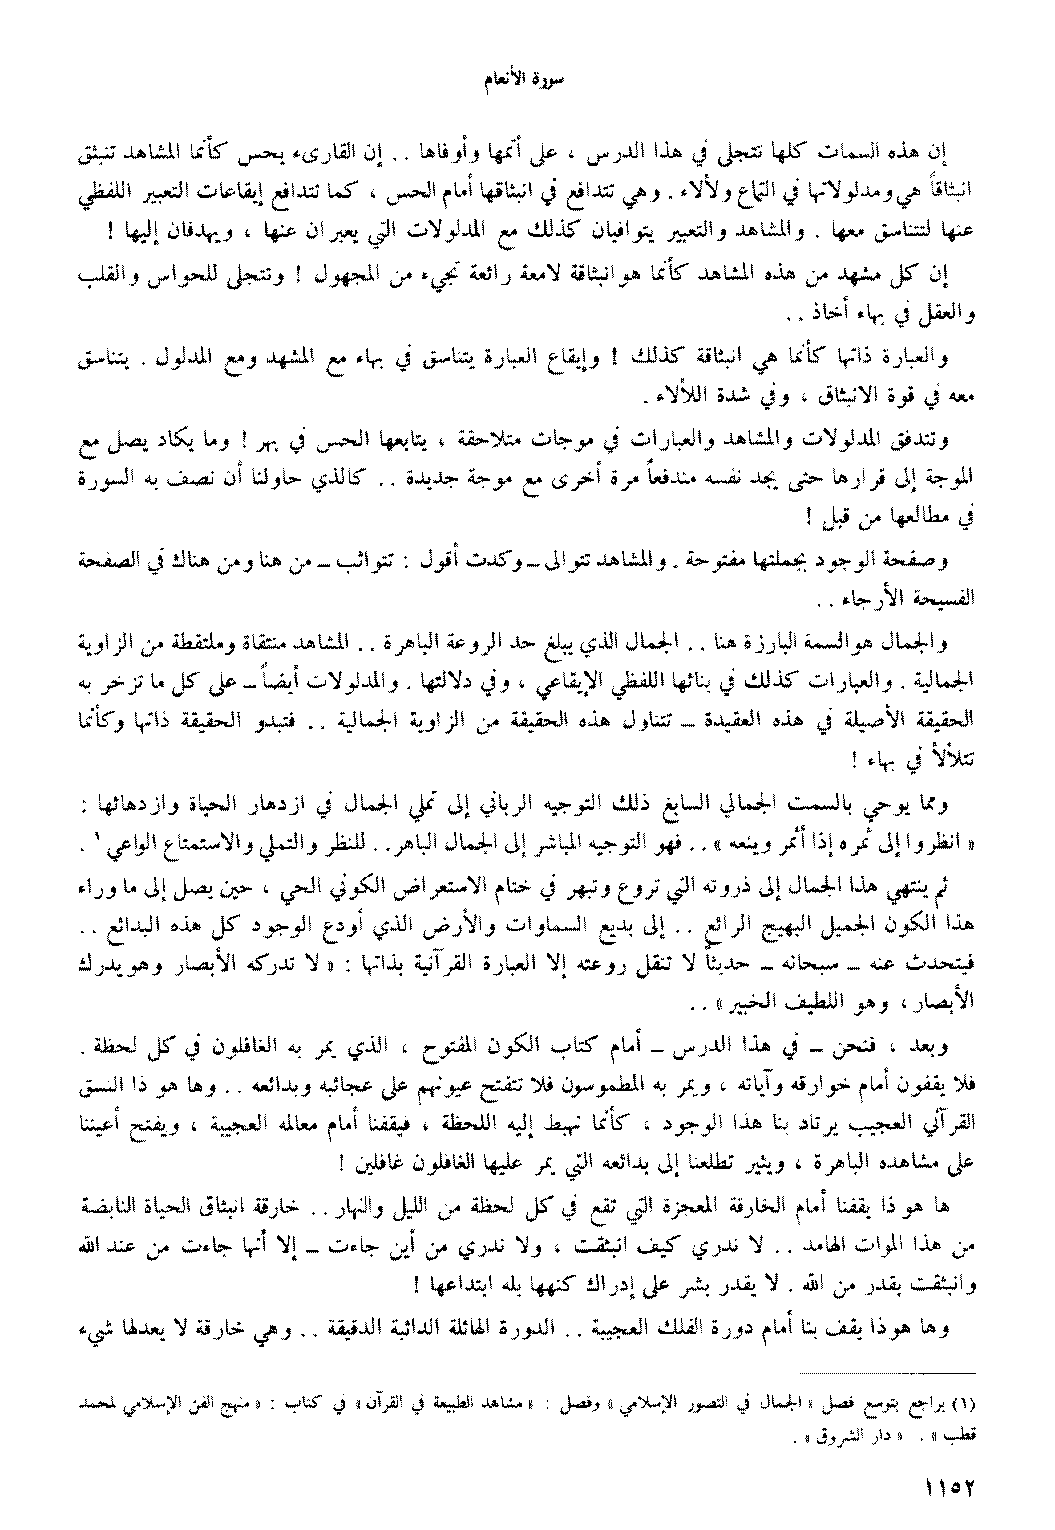 سورة الأنعام
إن هذه السمات كلها تتجلى في هذا الدرس ، على أتمها وأوفاها .. إن القارىء يحس كأنما المشاهد تنبثق
انبثاقاً هي ومدلولاتها في التماع ولألاء . وهي تتدافع في انبثاقها أمام الحس ، كما تتدافع إيقاعات التعبير اللفظي
عنها لتتناسق معها . والمشاهد والتعبير يتوافيان كذلك مع المدلولات التي يعبران عنها ، ويهدفان إليها !
إن كل مشهد من هذه المشاهد كأنما هو انبثاقة لامعة رائعة تجيء من المجهول ! وتتجلى للحواس والقلب
والعقل في بهاء أخاذ ..
والعبارة ذاتها كأنما هي انبثاقة كذلك ! وإيقاع العبارة يتناسق في بهاء مع المشهد ومع المدلول . يتناسق
معه في قوة الانبثاق ، وفي شدة اللألاء .
وتتدفق المدلولات والمشاهد والعبارات في موجات متلاحقة ، يتابعها الحس في بهر ! وما يكاد يصل مع
الموجة إلى قرارها حتى يجد نفسه مندفعاً مرة أخرى مع موجة جديدة .. كالذي حاولنا أن نصف به السورة
في مطالعها من قبل !
وصفحة الوجود بجملتها مفتوحة . والمشاهد تتوالى – وكدت أقول : تتواثب – من هنا ومن هناك في الصفحة
الفسيحة الأرجاء ..
والجمال هو السمة البارزة هنا .. الجمال الذي يبلغ حد الروعة الباهرة .. المشاهد منتقاة وملتقطة من الزاوية
الجمالية . والعبارات كذلك في بنائها اللفظي الإيقاعي ، وفي دلالتها . والمدلولات أيضاً – على كل ما تزخر به
الحقيقة الأصيلة في هذه العقيدة – تتناول هذه الحقيقة من الزاوية الجمالية .. فتبدو الحقيقة ذاتها وكأنما
تتلألأ في بهاء !
ومما يوحي بالسمت الجمالي السابغ ذلك التوجيه الرباني إلى تملي الجمال في ازدهار الحياة وازدهائها :
« انظروا إلى ثمره إذا أثمر وينعه » .. فهو التوجيه المباشر إلى الجمال الباهر .. للنظر والتملي والاستمتاع الواعي ١ .
ثم ينتهي هذا الجمال إلى ذروته التي تروع وتبهر في ختام الاستعراض الكوني الحي ، حين يصل إلى ما وراء
هذا الكون الجميل البهيج الرائع .. إلى بديع السماوات والأرض الذي أودع الوجود كل هذه البدائع ..
فيتحدث عنه – سبحانه – حديثاً لا تنقل روعته إلا العبارة القرآنية بذاتها : « لا تدركه الأبصار وهو يدرك
الأبصار ، وهو اللطيف الخبير » ..
وبعد ، فنحن – في هذا الدرس – أمام كتاب الكون المفتوح ، الذي يمر به الغافلون في كل لحظة .
فلا يقفون أمام خوارقه وآياته ، ويمر به المطموسون فلا تتفتح عيونهم على عجائبه وبدائعه .. وها هو ذا النسق
القرآني العجيب يرتاد بنا هذا الوجود ، كأنما نهبط إليه اللحظة ، فيقفنا أمام معالمه العجيبة ، ويفتح أعيننا
على مشاهده الباهرة ، ويثير تطلعنا إلى بدائعه التي يمر عليها الغافلون غافلين !
ها هو ذا يقفنا أمام الخارقة المعجزة التي تقع في كل لحظة من الليل والنهار .. خارقة انبثاق الحياة النابضة
من هذا الموات الهامد .. لا ندري كيف انبثقت ، ولا ندري من أين جاءت – إلا أنها جاءت من عند الله
وانبثقت بقدر من الله . لا يقدر بشر على إدراك كنهها بله ابتداعها !
وها هو ذا يقف بنا أمام دورة الفلك العجيبة .. الدورة الهائلة الدائبة الدقيقة .. وهي خارقة لا يعدلها شيء
(١) يراجع بتوسع فصل « الجمال في التصور الإسلامي » وفصل : « مشاهد الطبيعة في القرآن » في كتاب : « منهج الفن الإسلامي لمحمد
قطب » . « دار الشروق » .
١١٥٢